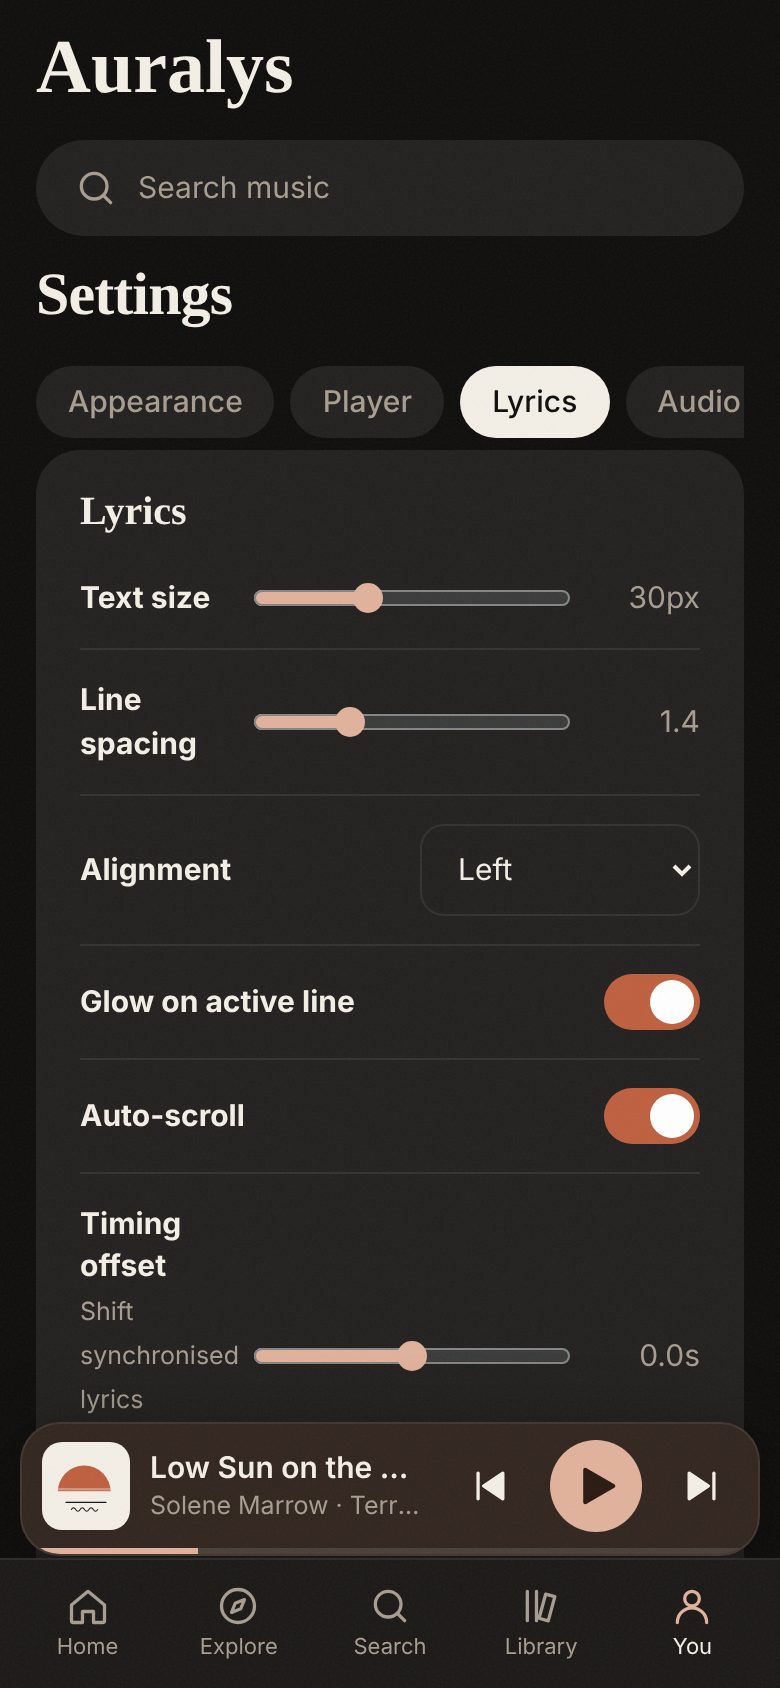 Auralys
Search music
Settings
Appearance
Player
Lyrics
Audio
Lyrics
Text size
30px
Line
spacing
1.4
Alignment
Left
Glow on active line
Auto-scroll
Timing
offset
Shift
synchronised
lyrics
0.0s
Low Sun on the ...
Solene Marrow · Terr...
Home
Explore
Search
Library
You